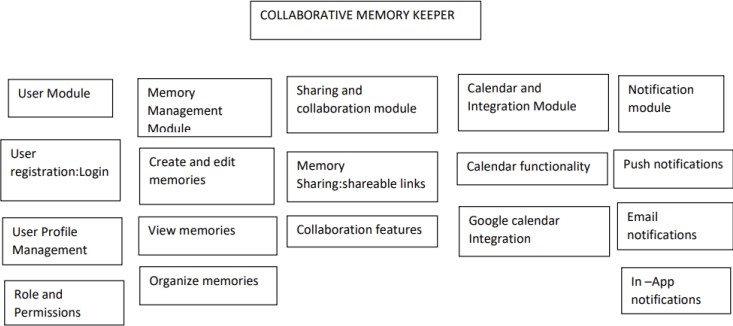 COLLABORATIVE MEMORY KEEPER
User Module
Memory
Management
Module
Sharing and
collaboration module
Calendar and
Integration Module
Notification
module
User
registration:Login
Create and edit
memories
Memory
Sharing:shareable links
Calendar functionality
Push notifications
User Profile
Management
View memories
Collaboration features
Google calendar
Integration
Email
notifications
Role and
Permissions
Organize memories
In –App
notifications